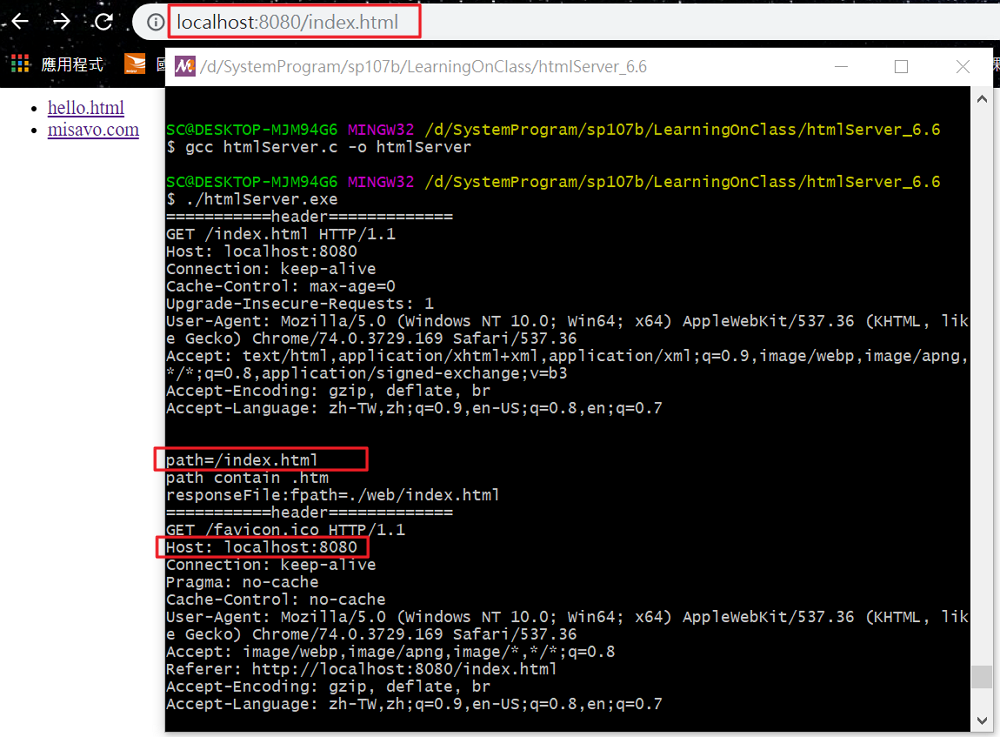 localhost:8080/index.html
應用程式
/d/SystemProgram/sp107b/LearningOnClass/htmlServer_6.6
hello.html
misavo.com
SC@DESKTOP-MJM94G6 MINGW32 /d/SystemProgram/sp107b/LearningOnClass/htmlServer_6.6
$ gcc htmlServer.c -o htmlServer
SC@DESKTOP-MJM94G6 MINGW32 /d/SystemProgram/sp107b/LearningOnClass/htmlServer_6.6
$ ./htmlServer.exe
===========header=============
GET /index.html HTTP/1.1
Host: localhost:8080
Connection: keep-alive
Cache-Control: max-age=0
Upgrade-Insecure-Requests: 1
User-Agent: Mozilla/5.0 (Windows NT 10.0; Win64; x64) AppleWebKit/537.36 (KHTML, lik
e Gecko) Chrome/74.0.3729.169 Safari/537.36
Accept: text/html,application/xhtml+xml,application/xml;q=0.9,image/webp,image/apng,
*/*;q=0.8,application/signed-exchange;v=b3
Accept-Encoding: gzip, deflate, br
Accept-Language: zh-TW,zh;q=0.9,en-US;q=0.8,en;q=0.7
path=/index.html
path contain .htm
responseFile:fpath=./web/index.html
===========header=============
GET /favicon.ico HTTP/1.1
Host: localhost:8080
Connection: keep-alive
Pragma: no-cache
Cache-Control: no-cache
User-Agent: Mozilla/5.0 (Windows NT 10.0; Win64; x64) AppleWebKit/537.36 (KHTML, lik
e Gecko) Chrome/74.0.3729.169 Safari/537.36
Accept: image/webp,image/apng,image/*,*/*;q=0.8
Referer: http://localhost:8080/index.html
Accept-Encoding: gzip, deflate, br
Accept-Language: zh-TW,zh;q=0.9,en-US;q=0.8,en;q=0.7